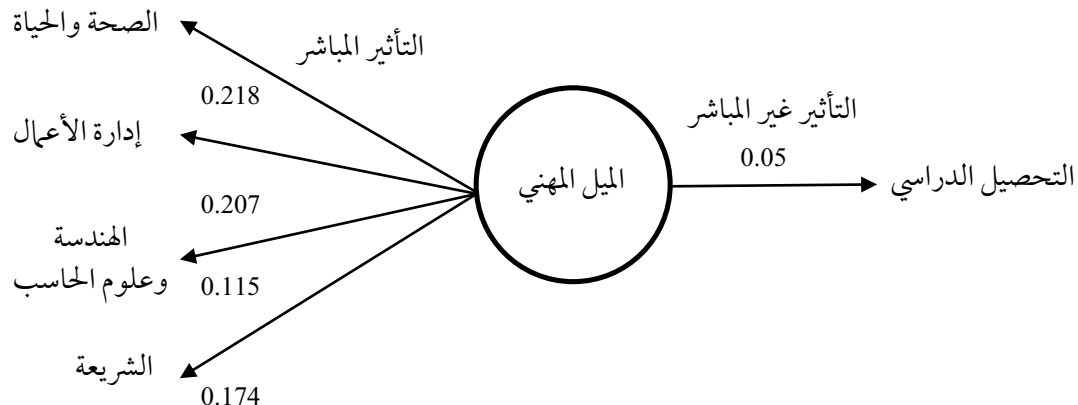 الصحة والحياة
التأثير المباشر
0.218
التأثير غير المباشر
0.05
إدارة الأعمال
الميل المهني
التحصيل الدراسي
0.207
الهندسة
وعلوم الحاسب
0.115
الشريعة
0.174